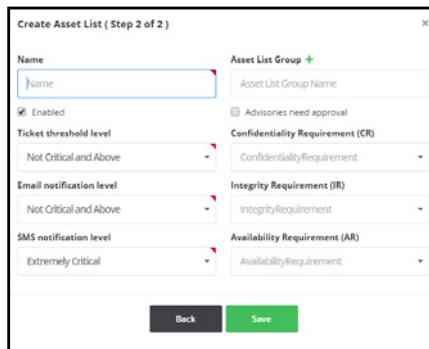 Create Asset List ( Step 2 of 2 ) ×
Name
Asset List Group +
Name
Asset List Group Name
Enabled
Advisories need approval
Ticket threshold level
Confidentiality Requirement (CR)
Not Critical and Above
ConfidentialityRequirement
Email notification level
Integrity Requirement (IR)
Not Critical and Above
IntegrityRequirement
SMS notification level
Availability Requirement (AR)
Extremely Critical
AvailabilityRequirement
Back
Save